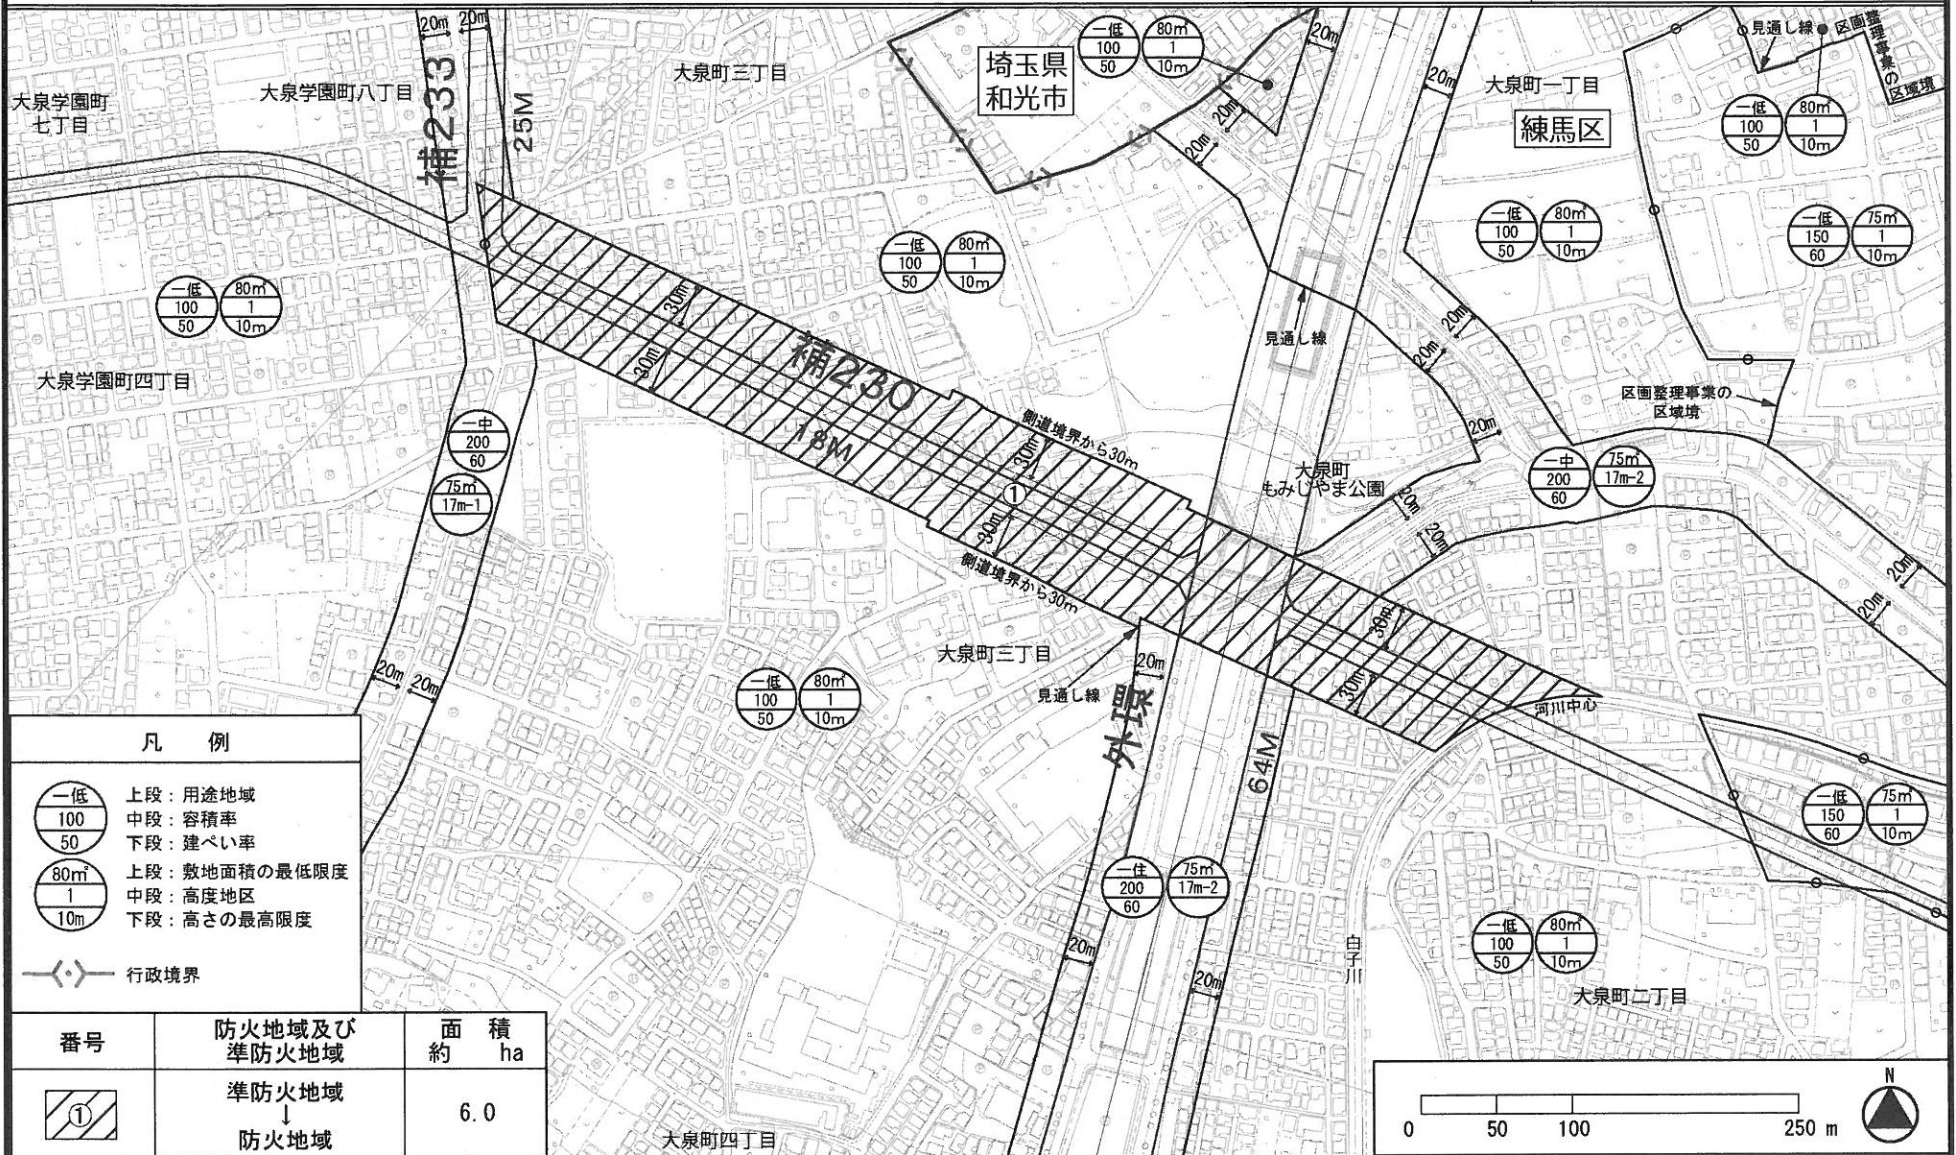 20m
20m
大泉学園町
七丁目
大泉学園町八丁目
補233
25M
大泉町三丁目
埼玉県
和光市
一低
100
50
80㎡
1
10m
20m
20m
20m
20m
大泉町一丁目
練馬区
見通し線
区画整理事業の
区域境
一低
100
50
80㎡
1
10m
一低
100
50
80㎡
1
10m
一低
150
60
75㎡
1
10m
一低
100
50
80㎡
1
10m
一低
100
50
80㎡
1
10m
大泉学園町四丁目
30m
30m
補230
18M
見通し線
20m
20m
20m
区画整理事業の
区域境
一中
200
60
75㎡
17m-1
側道境界から30m
30m
①
30m
側道境界から30m
大泉町
もみじやま公園
20m
20m
一中
200
60
75㎡
17m-2
20m
20m
大泉町三丁目
見通し線
20m
外環
64M
30m
30m
河川中心
20m
20m
一低
100
50
80㎡
1
10m
一低
150
60
75㎡
1
10m
一住
200
60
75㎡
17m-2
20m
20m
白子川
一低
100
50
80㎡
1
10m
大泉町二丁目
大泉町四丁目
凡 例
一低
100
50
上段：用途地域
中段：容積率
下段：建ぺい率
80㎡
1
10m
上段：敷地面積の最低限度
中段：高度地区
下段：高さの最高限度
行政境界
番号
防火地域及び
準防火地域
面 積
約 ha
①
準防火地域
↓
防火地域
6.0
0 50 100 250 m
N